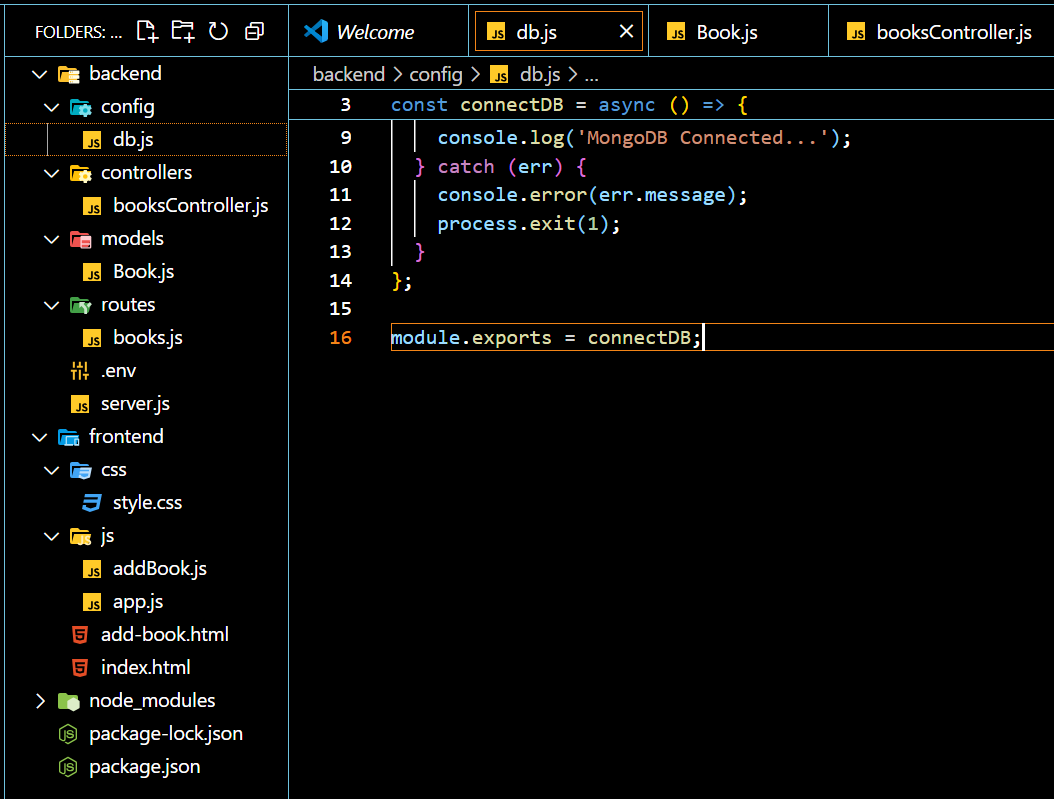 FOLDERS: ...
backend
config
db.js
controllers
booksController.js
models
Book.js
routes
books.js
.env
server.js
frontend
css
style.css
js
addBook.js
app.js
add-book.html
index.html
node_modules
package-lock.json
package.json
Welcome
db.js
Book.js
booksController.js
backend > config > JS db.js > ...
3 const connectDB = async () => {
9 console.log('MongoDB Connected...');
10 } catch (err) {
11 console.error(err.message);
12 process.exit(1);
13 }
14 };
15
16 module.exports = connectDB;